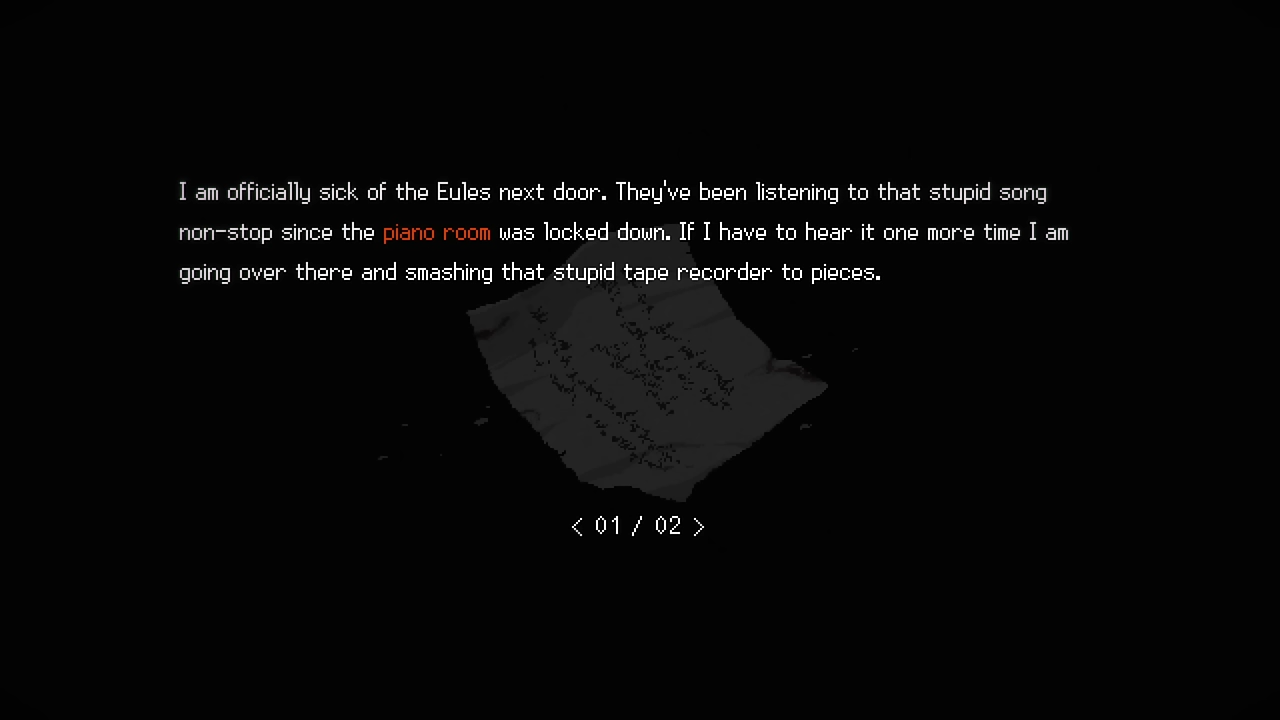 I am officially sick of the Eules next door. They've been listening to that stupid song
non-stop since the piano room was locked down. If I have to hear it one more time I am
going over there and smashing that stupid tape recorder to pieces.
< 01 / 02 >